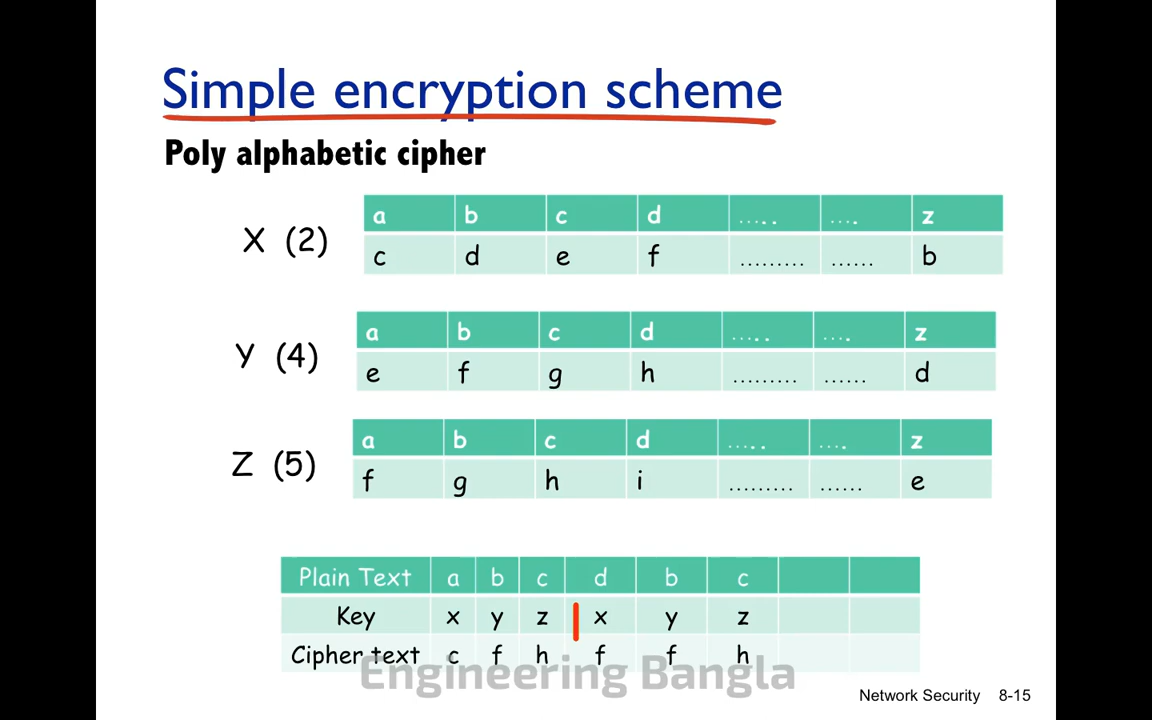 Simple encryption scheme
Poly alphabetic cipher
X (2)
a b c d ..... .... z
c d e f ......... ...... b
Y (4)
a b c d ..... .... z
e f g h ......... ...... d
Z (5)
a b c d ..... .... z
f g h i ......... ...... e
Plain Text a b c d b c
Key x y z x y z
Cipher text c f h f f h
Engineering Bangla
Network Security 8-15